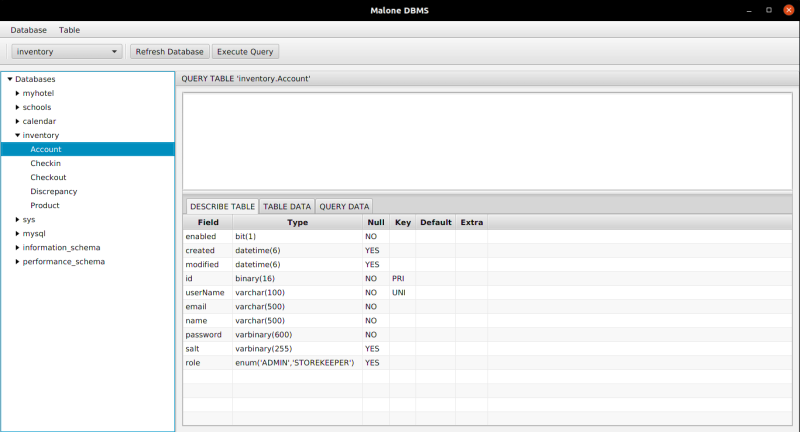 Malone DBMS
Database Table
inventory Refresh Database Execute Query
Databases
myhotel
schools
calendar
inventory
Account
Checkin
Checkout
Discrepancy
Product
sys
mysql
information_schema
performance_schema
QUERY TABLE 'inventory.Account'
DESCRIBE TABLE TABLE DATA QUERY DATA
Field Type Null Key Default Extra
enabled bit(1) NO
created datetime(6) YES
modified datetime(6) YES
id binary(16) NO PRI
userName varchar(100) NO UNI
email varchar(500) NO
name varchar(500) NO
password varbinary(600) NO
salt varbinary(255) YES
role enum('ADMIN','STOREKEEPER') YES